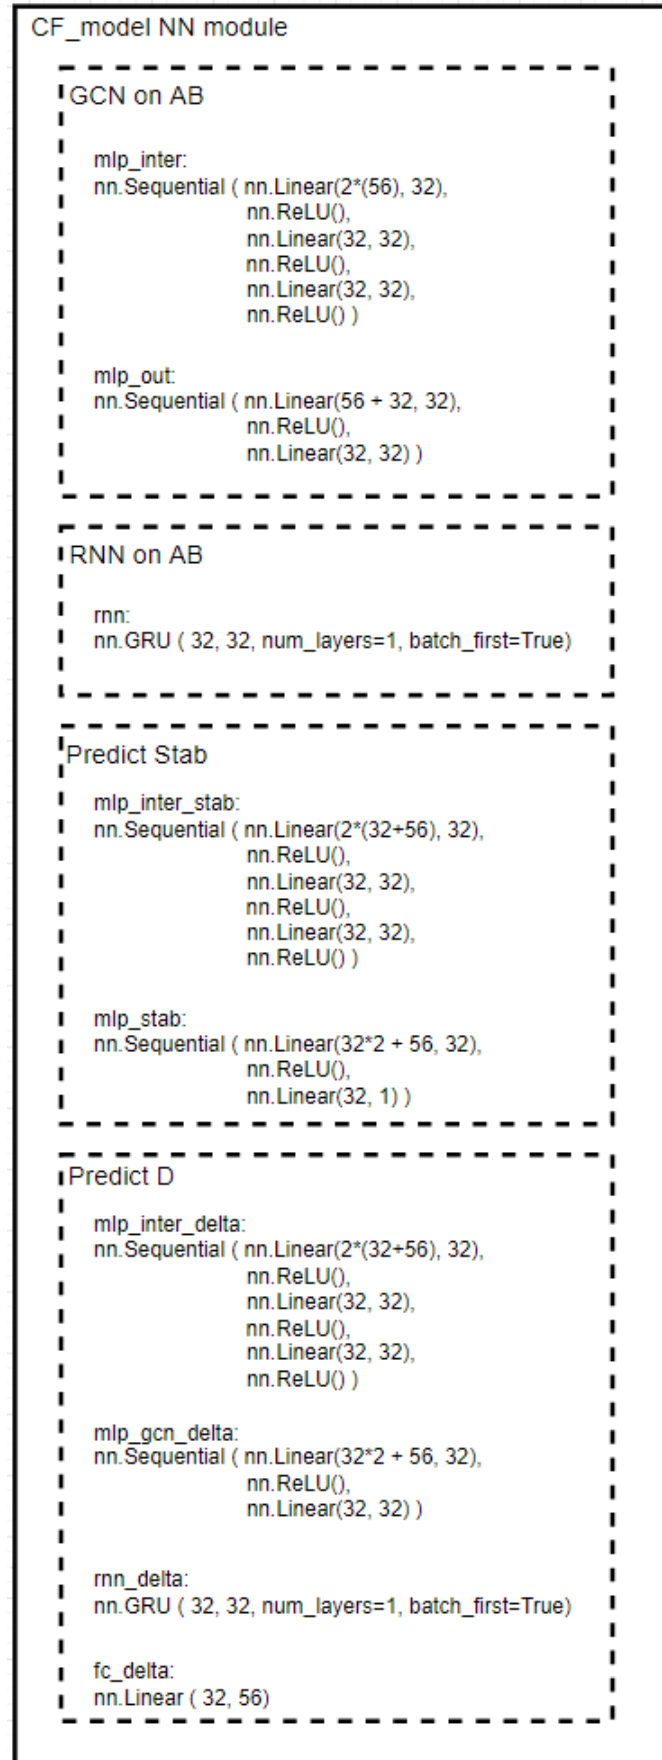 CF_model NN module
GCN on AB
mlp_inter:
nn.Sequential ( nn.Linear(2*(56), 32),
nn.ReLU(),
nn.Linear(32, 32),
nn.ReLU(),
nn.Linear(32, 32),
nn.ReLU() )
mlp_out:
nn.Sequential ( nn.Linear(56 + 32, 32),
nn.ReLU(),
nn.Linear(32, 32) )
RNN on AB
rnn:
nn.GRU ( 32, 32, num_layers=1, batch_first=True)
Predict Stab
mlp_inter_stab:
nn.Sequential ( nn.Linear(2*(32+56), 32),
nn.ReLU(),
nn.Linear(32, 32),
nn.ReLU(),
nn.Linear(32, 32),
nn.ReLU() )
mlp_stab:
nn.Sequential ( nn.Linear(32*2 + 56, 32),
nn.ReLU(),
nn.Linear(32, 1) )
Predict D
mlp_inter_delta:
nn.Sequential ( nn.Linear(2*(32+56), 32),
nn.ReLU(),
nn.Linear(32, 32),
nn.ReLU(),
nn.Linear(32, 32),
nn.ReLU() )
mlp_gcn_delta:
nn.Sequential ( nn.Linear(32*2 + 56, 32),
nn.ReLU(),
nn.Linear(32, 32) )
rnn_delta:
nn.GRU ( 32, 32, num_layers=1, batch_first=True)
fc_delta:
nn.Linear ( 32, 56)